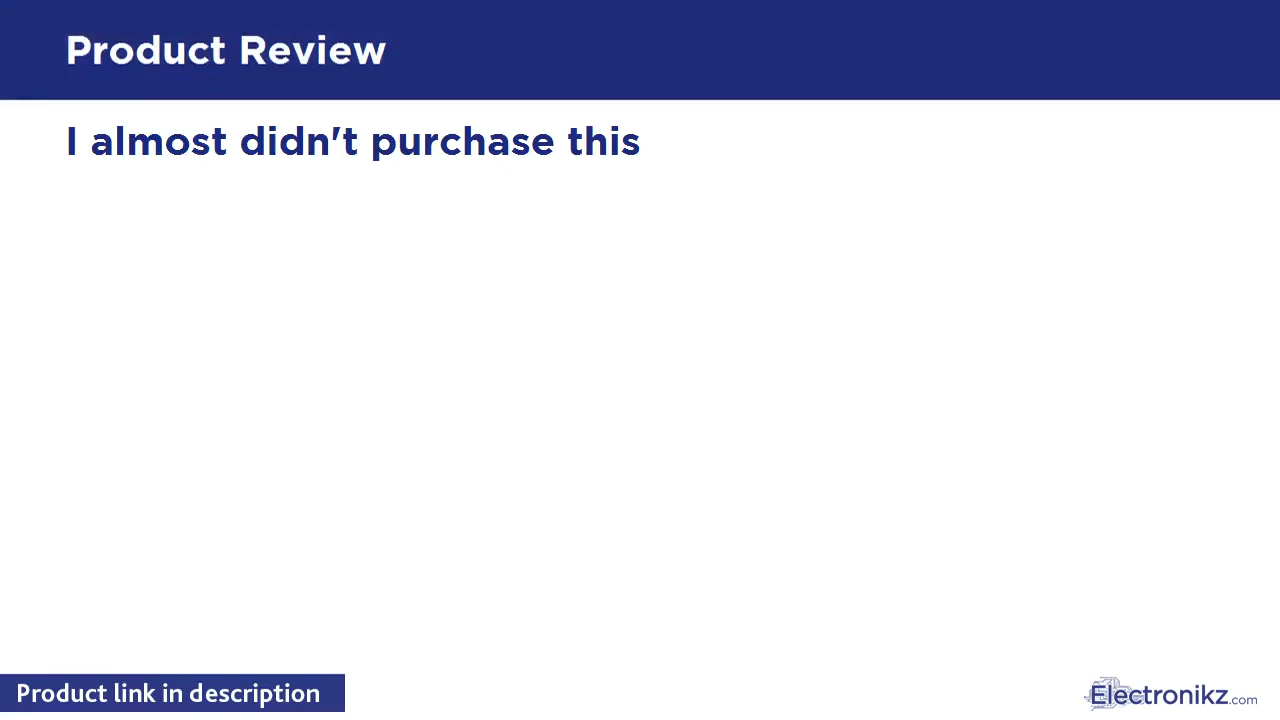 Product Review
I almost didn't purchase this
Product link in description
Electronikz.com